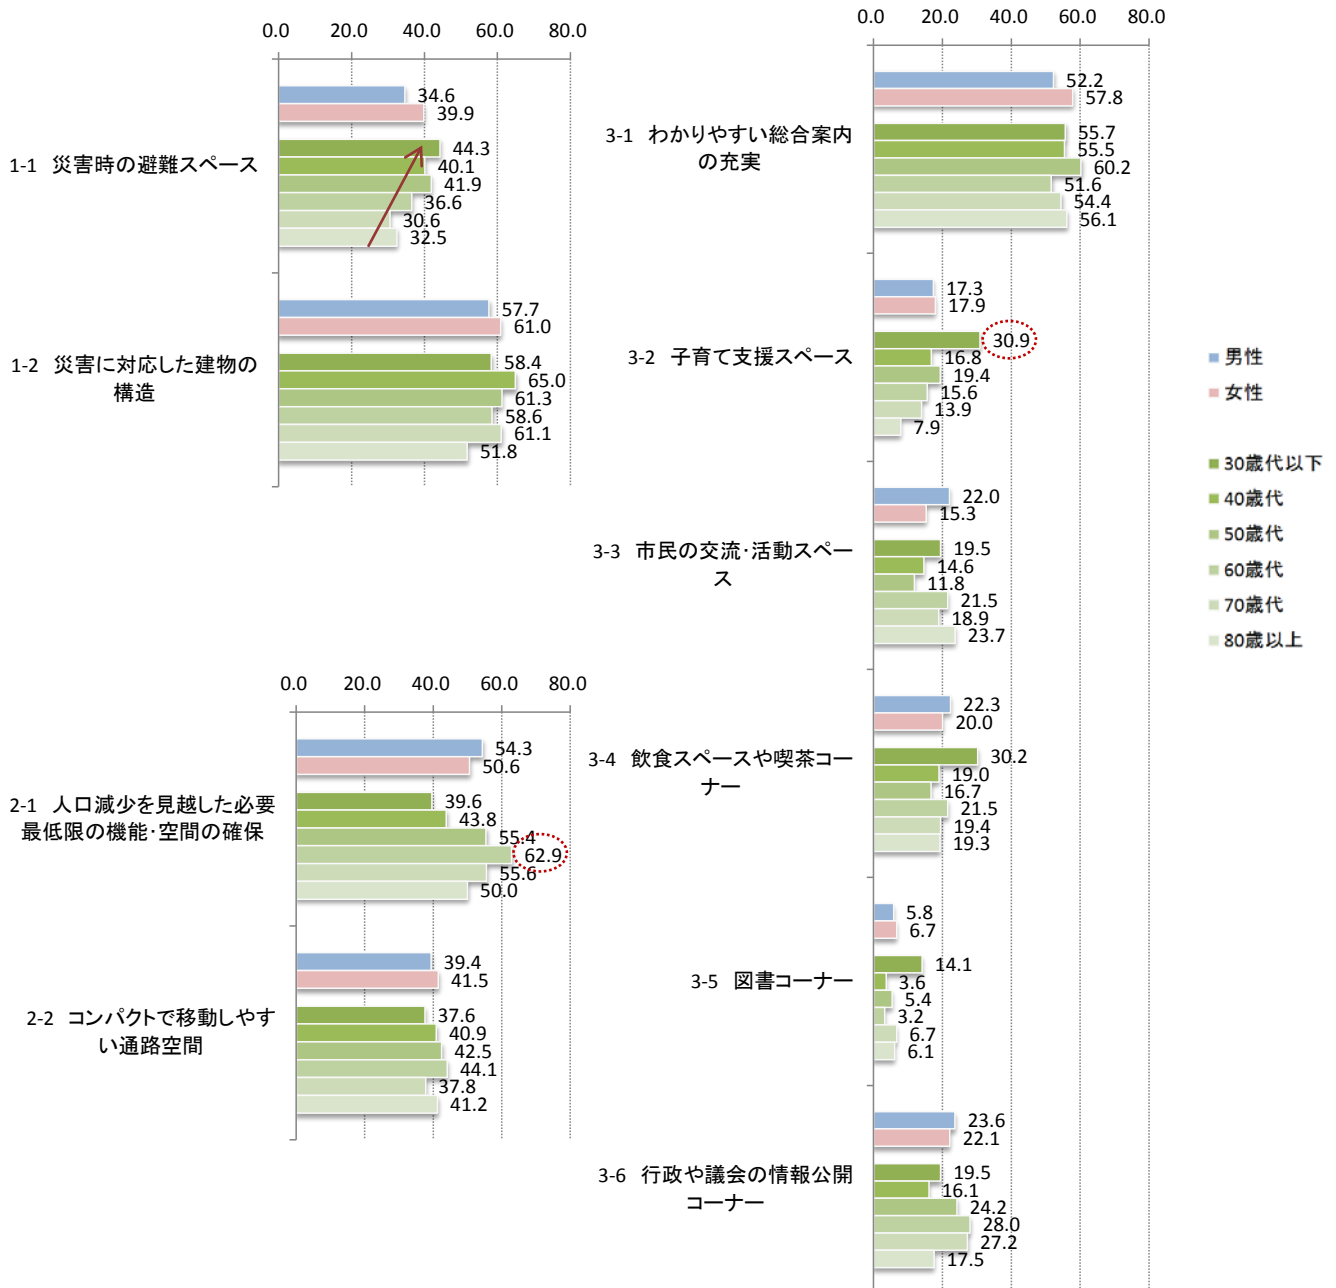 0.0 20.0 40.0 60.0 80.0
1-1 災害時の避難スペース
34.6
39.9
44.3
40.1
41.9
36.6
30.6
32.5
1-2 災害に対応した建物の
構造
57.7
61.0
58.4
65.0
61.3
58.6
61.1
51.8
0.0 20.0 40.0 60.0 80.0
2-1 人口減少を見越した必要
最低限の機能・空間の確保
54.3
50.6
39.6
43.8
55.4
62.9
55.6
50.0
2-2 コンパクトで移動しやす
い通路空間
39.4
41.5
37.6
40.9
42.5
44.1
37.8
41.2
0.0 20.0 40.0 60.0 80.0
3-1 わかりやすい総合案内
の充実
52.2
57.8
55.7
55.5
60.2
51.6
54.4
56.1
3-2 子育て支援スペース
17.3
17.9
30.9
16.8
19.4
15.6
13.9
7.9
3-3 市民の交流・活動スペー
ス
22.0
15.3
19.5
14.6
11.8
21.5
18.9
23.7
3-4 飲食スペースや喫茶コー
ナー
22.3
20.0
30.2
19.0
16.7
21.5
19.4
19.3
3-5 図書コーナー
5.8
6.7
14.1
3.6
5.4
3.2
6.7
6.1
3-6 行政や議会の情報公開
コーナー
23.6
22.1
19.5
16.1
24.2
28.0
27.2
17.5
男性
女性
30歳代以下
40歳代
50歳代
60歳代
70歳代
80歳以上